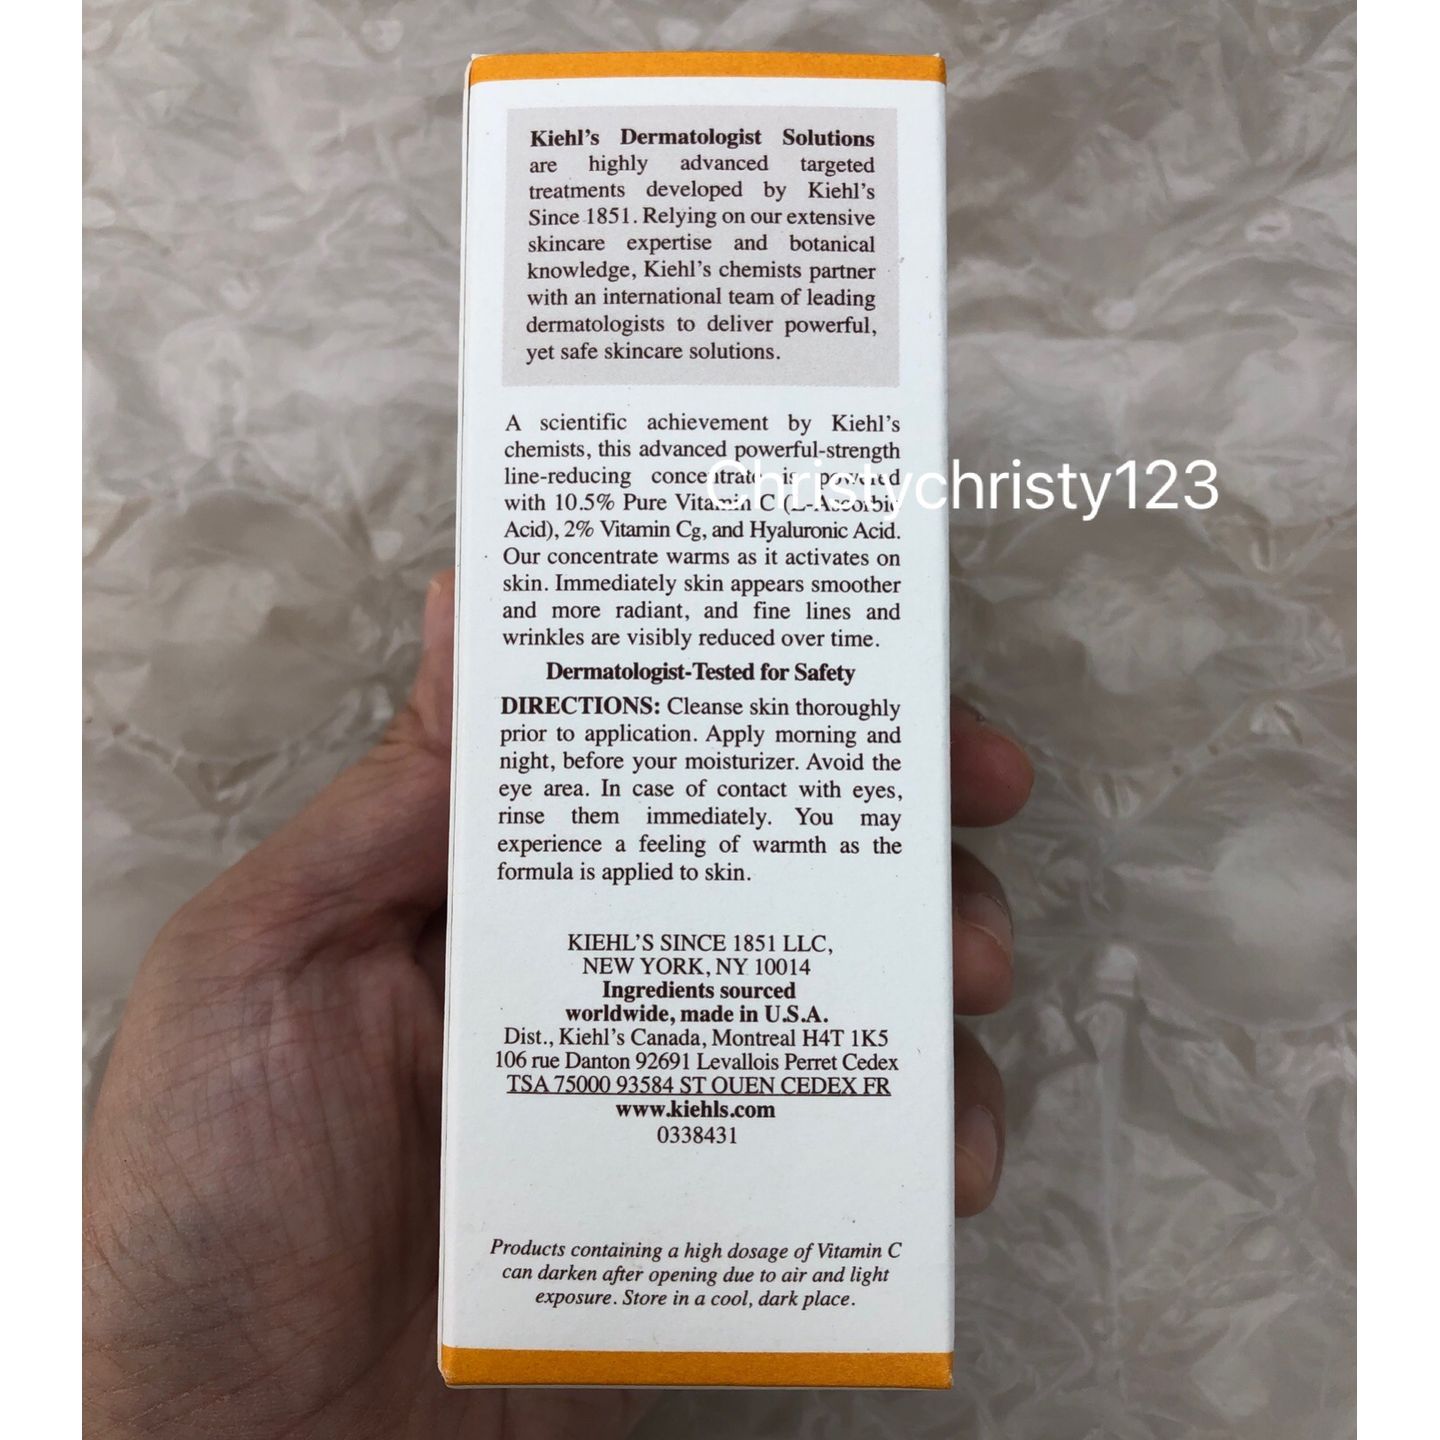 Kiehl's Dermatologist Solutions
are highly advanced targeted
treatments developed by Kiehl's
Since 1851. Relying on our extensive
skincare expertise and botanical
knowledge, Kiehl's chemists partner
with an international team of leading
dermatologists to deliver powerful,
yet safe skincare solutions.
A scientific achievement by Kiehl's
chemists, this advanced powerful-strength
line-reducing concentrate is powered
Christychristy123
with 10.5% Pure Vitamin C (L-Ascorbic
Acid), 2% Vitamin Cg, and Hyaluronic Acid.
Our concentrate warms as it activates on
skin. Immediately skin appears smoother
and more radiant, and fine lines and
wrinkles are visibly reduced over time.
Dermatologist-Tested for Safety
DIRECTIONS: Cleanse skin thoroughly
prior to application. Apply morning and
night, before your moisturizer. Avoid the
eye area. In case of contact with eyes,
rinse them immediately. You may
experience a feeling of warmth as the
formula is applied to skin.
KIEHL'S SINCE 1851 LLC,
NEW YORK, NY 10014
Ingredients sourced
worldwide, made in U.S.A.
Dist., Kiehl's Canada, Montreal H4T 1K5
106 rue Danton 92691 Levallois Perret Cedex
TSA 75000 93584 ST OUEN CEDEX FR
www.kiehls.com
0338431
Products containing a high dosage of Vitamin C
can darken after opening due to air and light
exposure. Store in a cool, dark place.